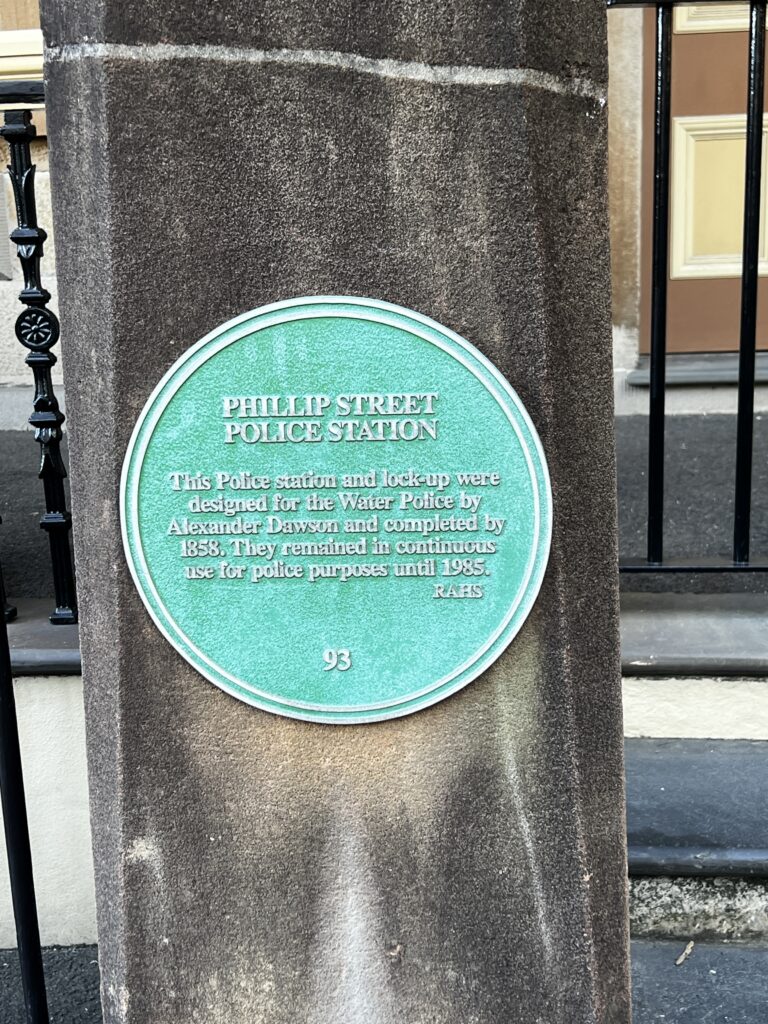 PHILLIP STREET
POLICE STATION
This Police station and lock-up were
designed for the Water Police by
Alexander Dawson and completed by
1858. They remained in continuous
use for police purposes until 1985.
RAHS
93